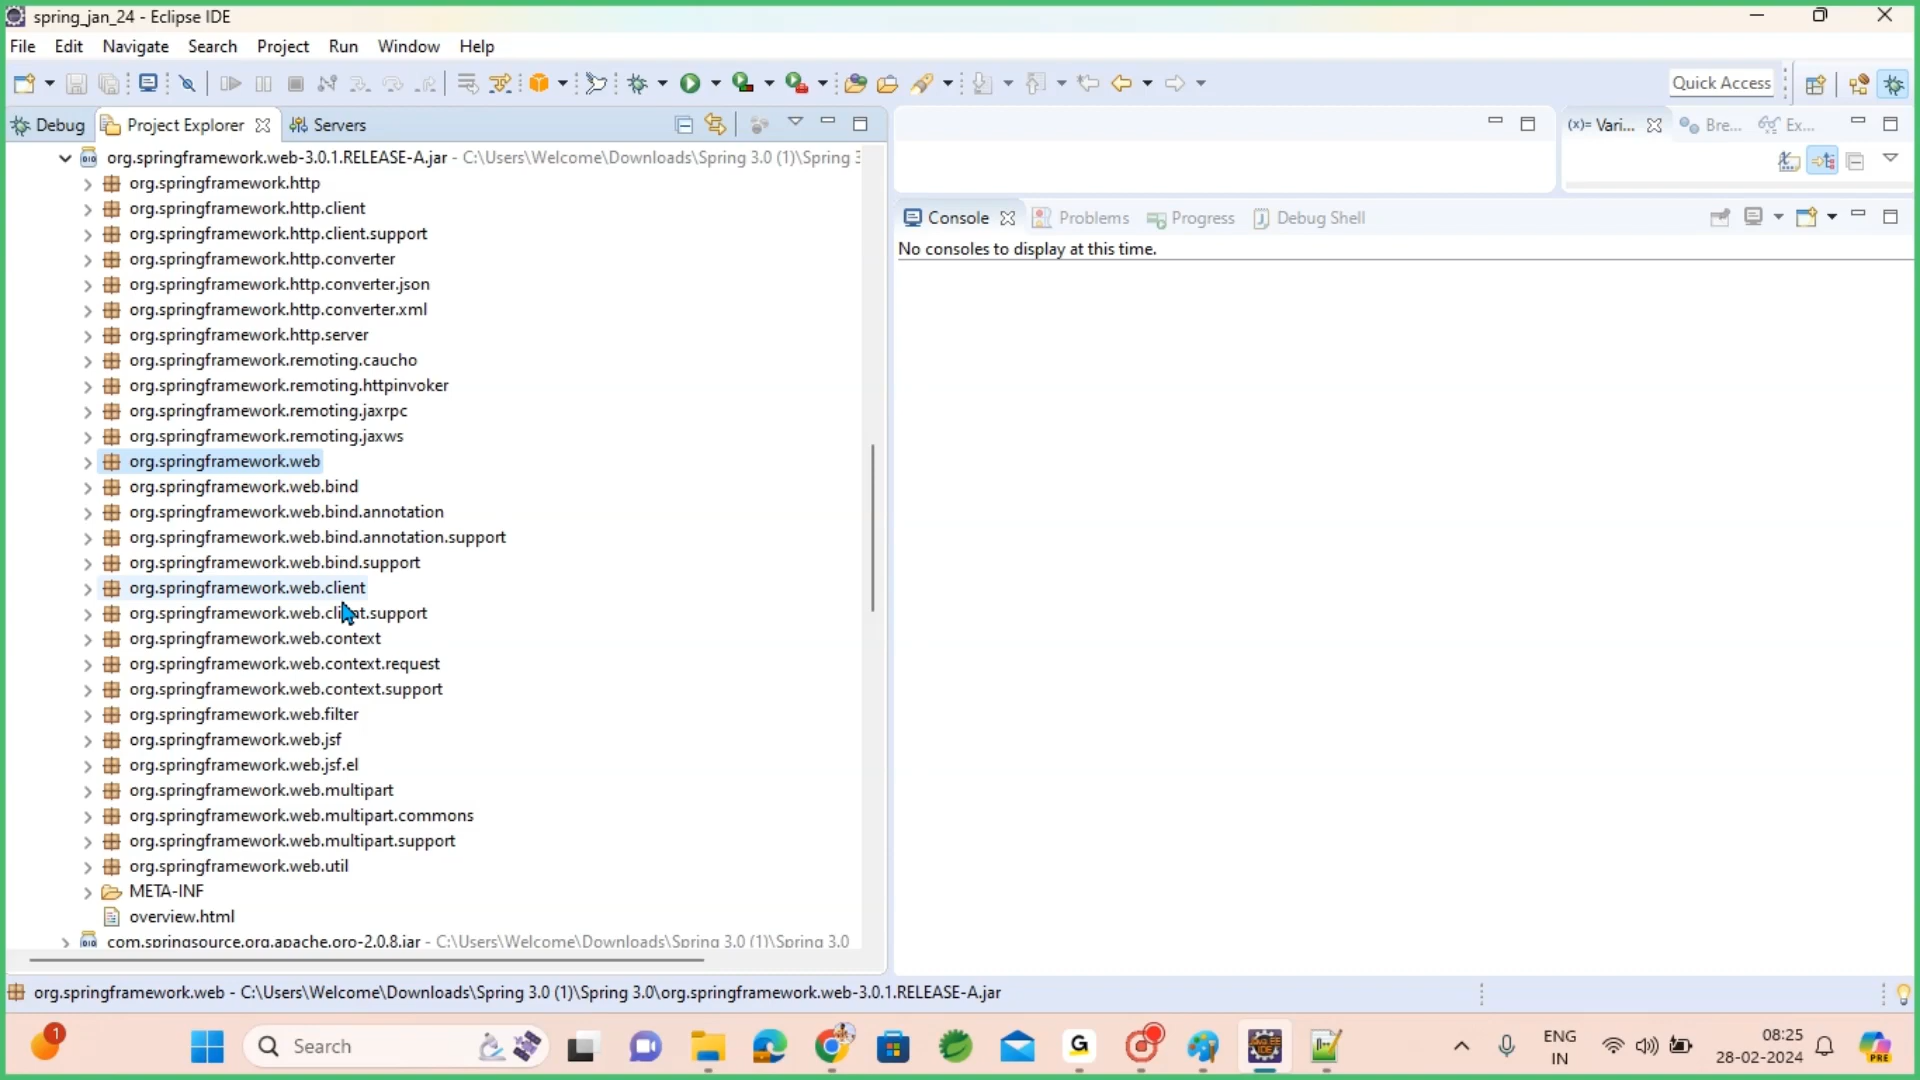 spring_jan_24 - Eclipse IDE
File Edit Navigate Search Project Run Window Help
Quick Access
Debug Project Explorer Servers
(x)= Vari... Bre... Ex...
org.springframework.web-3.0.1.RELEASE-A.jar - C:\Users\Welcome\Downloads\Spring 3.0 (1)\Spring 3
org.springframework.http
org.springframework.http.client
org.springframework.http.client.support
org.springframework.http.converter
org.springframework.http.converter.json
org.springframework.http.converter.xml
org.springframework.http.server
org.springframework.remoting.caucho
org.springframework.remoting.httpinvoker
org.springframework.remoting.jaxrpc
org.springframework.remoting.jaxws
org.springframework.web
org.springframework.web.bind
org.springframework.web.bind.annotation
org.springframework.web.bind.annotation.support
org.springframework.web.bind.support
org.springframework.web.client
org.springframework.web.client.support
org.springframework.web.context
org.springframework.web.context.request
org.springframework.web.context.support
org.springframework.web.filter
org.springframework.web.jsf
org.springframework.web.jsf.el
org.springframework.web.multipart
org.springframework.web.multipart.commons
org.springframework.web.multipart.support
org.springframework.web.util
META-INF
overview.html
com.springsource.org.apache.oro-2.0.8.jar - C:\Users\Welcome\Downloads\Spring 3.0 (1)\Spring 3.0
Console Problems Progress Debug Shell
No consoles to display at this time.
org.springframework.web - C:\Users\Welcome\Downloads\Spring 3.0 (1)\Spring 3.0\org.springframework.web-3.0.1.RELEASE-A.jar
1
Search
G
ENG
IN
08:25
28-02-2024
PRE